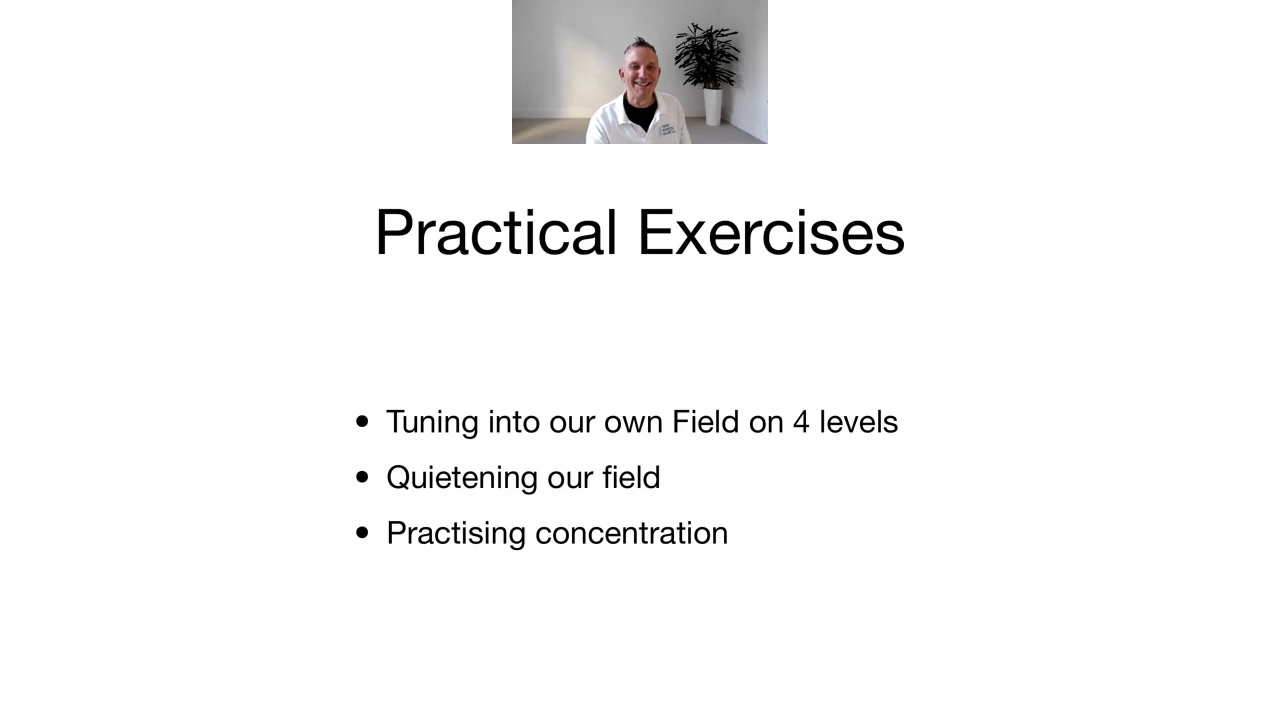 Practical Exercises
• Tuning into our own Field on 4 levels
• Quietening our field
• Practising concentration